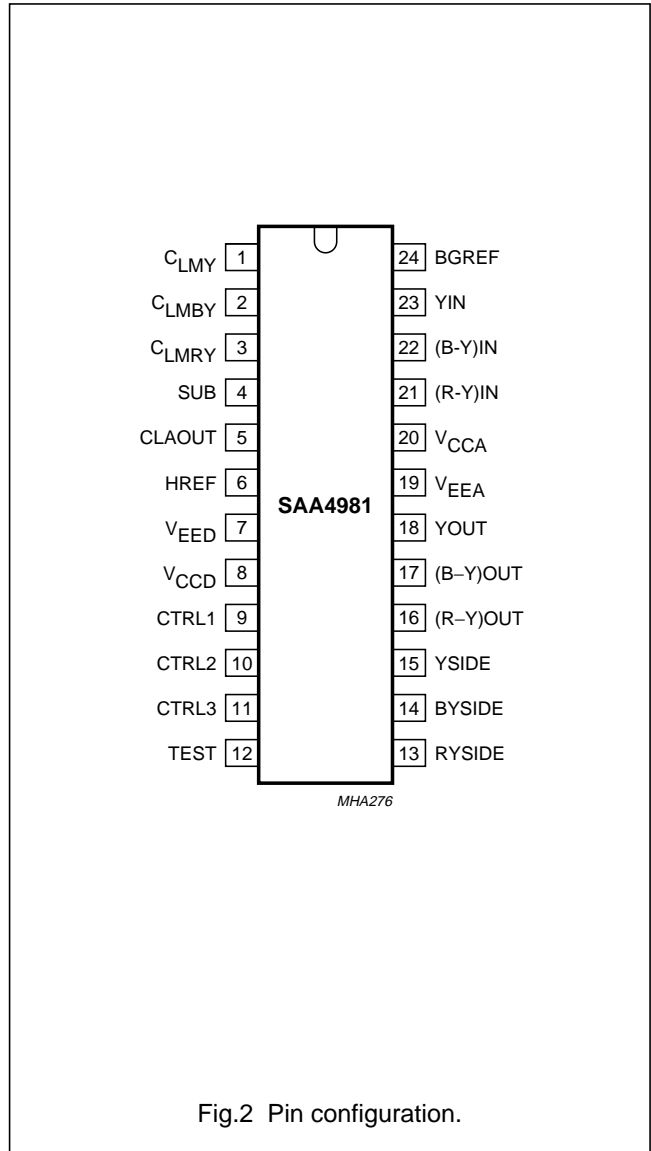 C_LMY 1
C_LMBY 2
C_LMRY 3
SUB 4
CLAOUT 5
HREF 6
V_EED 7
V_CCD 8
CTRL1 9
CTRL2 10
CTRL3 11
TEST 12
SAA4981
24 BGREF
23 YIN
22 (B-Y)IN
21 (R-Y)IN
20 V_CCA
19 V_EEA
18 YOUT
17 (B–Y)OUT
16 (R–Y)OUT
15 YSIDE
14 BYSIDE
13 RYSIDE
MHA276
Fig.2 Pin configuration.